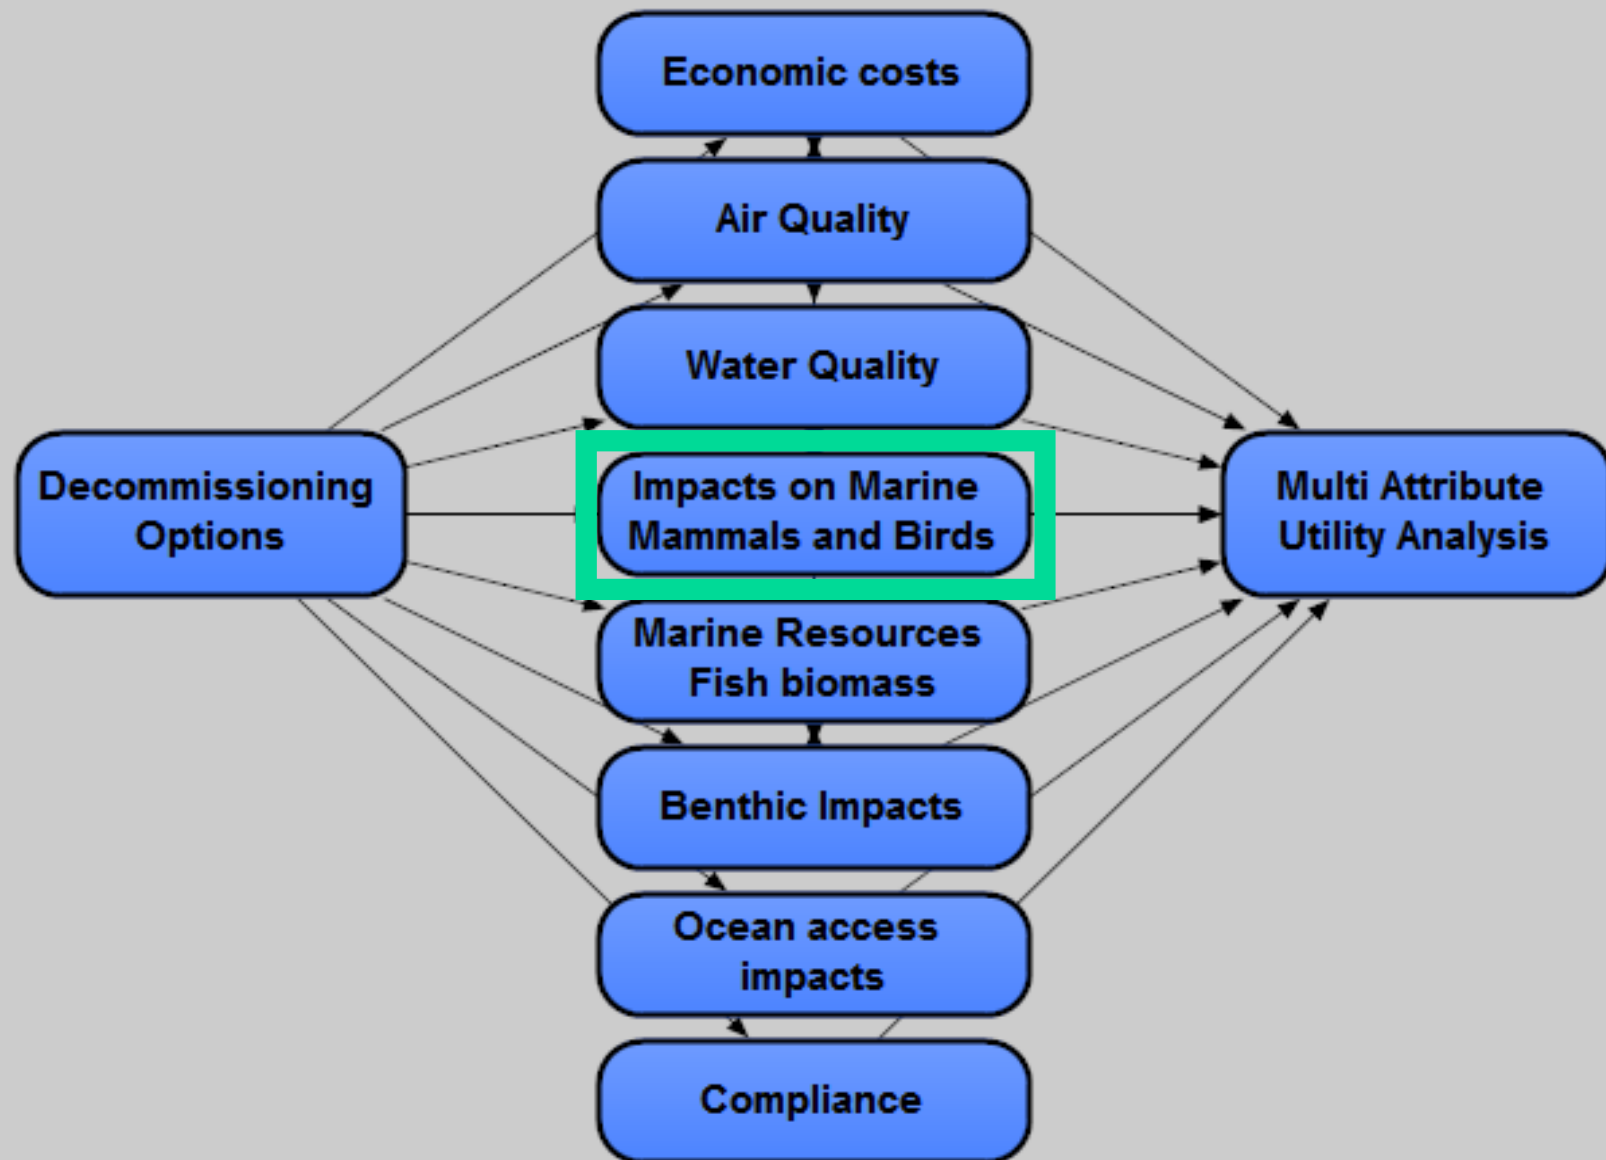 Economic costs
Air Quality
Water Quality
Decommissioning
Options
Impacts on Marine
Mammals and Birds
Multi Attribute
Utility Analysis
Marine Resources
Fish biomass
Benthic Impacts
Ocean access
impacts
Compliance